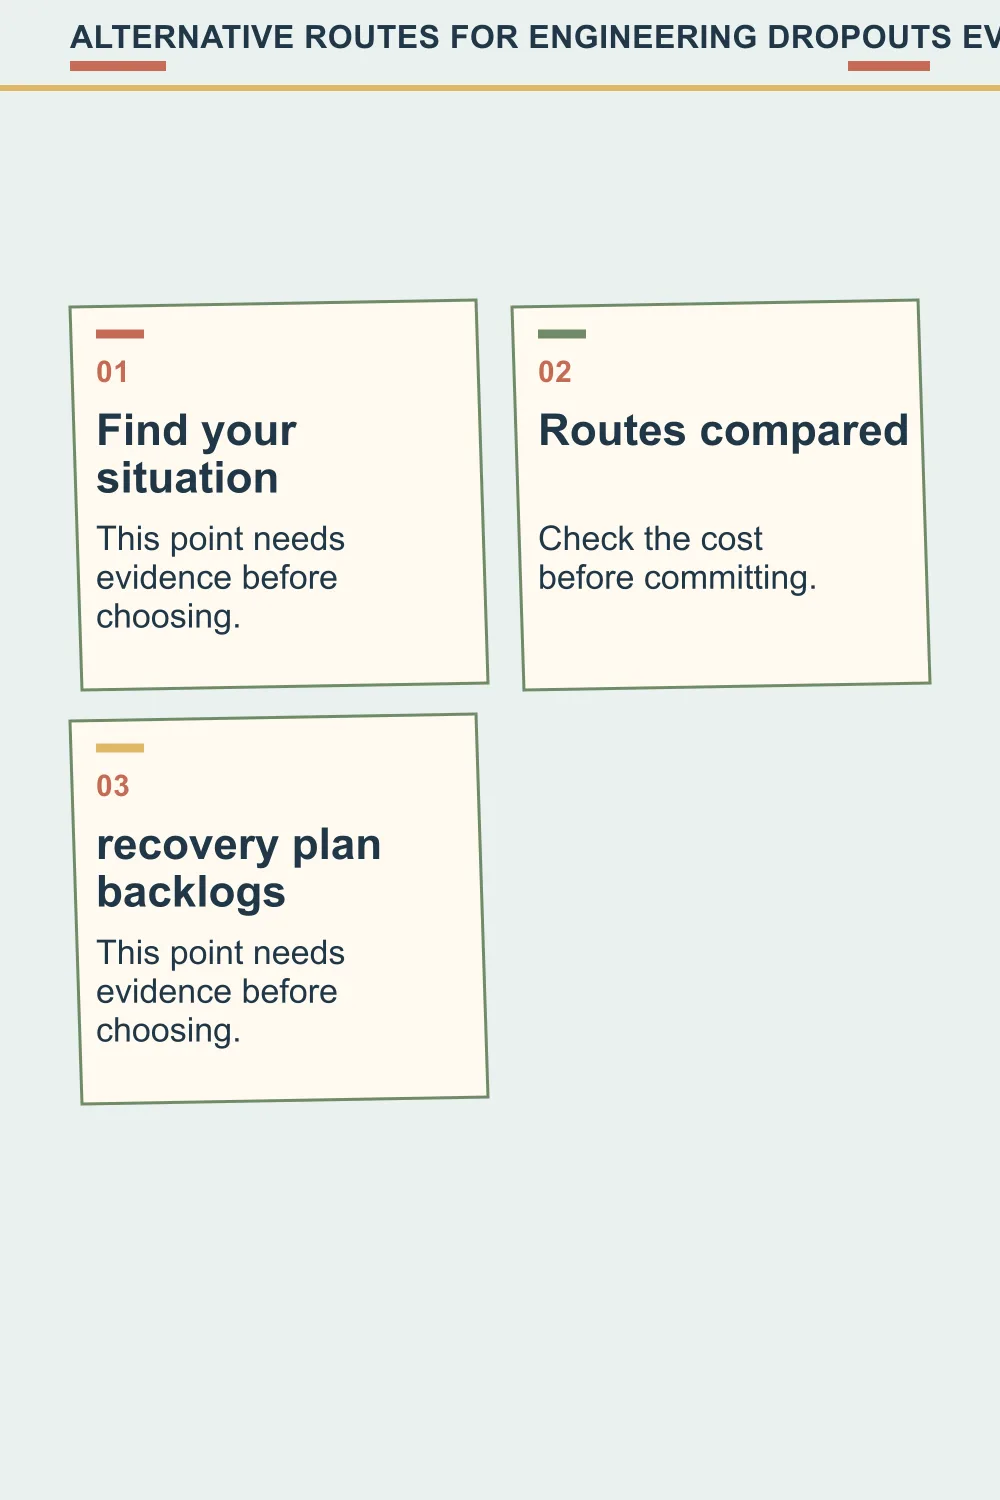 ALTERNATIVE ROUTES FOR ENGINEERING DROPOUTS EV
01
Find your
situation
This point needs
evidence before
choosing.
02
Routes compared
Check the cost
before committing.
03
recovery plan
backlogs
This point needs
evidence before
choosing.